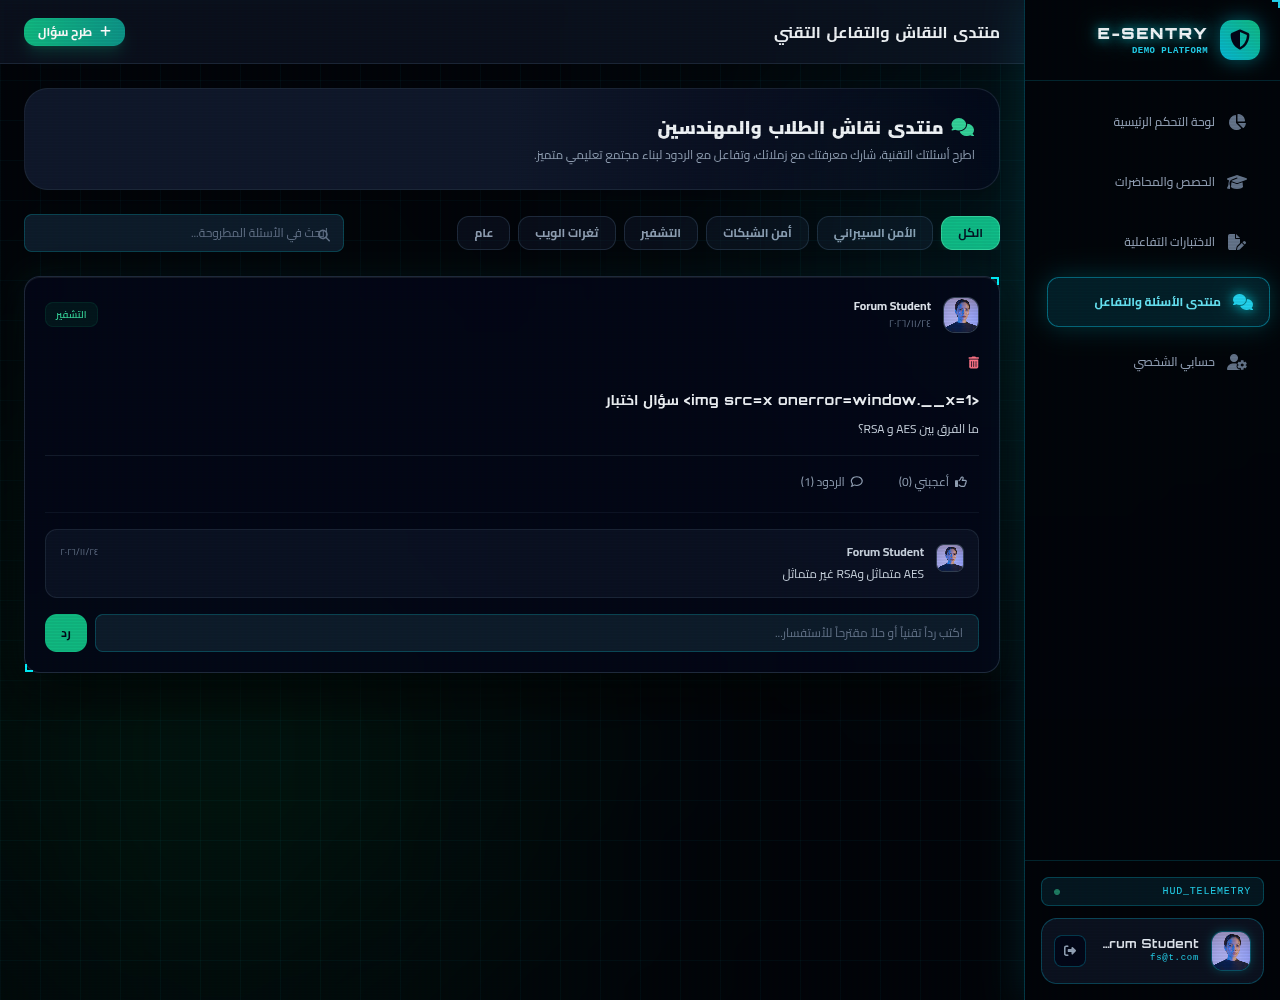 E-SENTRY
DEMO PLATFORM
لوحة التحكم الرئيسية
الحصص والمحاضرات
الاختبارات التفاعلية
منتدى الأسئلة والتفاعل
حسابي الشخصي
HUD_TELEMETRY
...rum Student
fs@t.com
منتدى النقاش والتفاعل التقني
طرح سؤال
منتدى نقاش الطلاب والمهندسين
اطرح أسئلتك التقنية، شارك معرفتك مع زملائك، وتفاعل مع الردود لبناء مجتمع تعليمي متميز.
الكل
الأمن السيبراني
أمن الشبكات
التشفير
ثغرات الويب
عام
ابحث في الأسئلة المطروحة...
Forum Student
٢٠٢٦/١١/٢٤
التشفير
<img src=x onerror=window.__x=1> سؤال اختبار
ما الفرق بين AES و RSA؟
أعجبني (0)
الردود (1)
Forum Student
٢٠٢٦/١١/٢٤
AES متماثل وRSA غير متماثل
اكتب رداً تقنياً أو حلاً مقترحاً للأستفسار...
رد